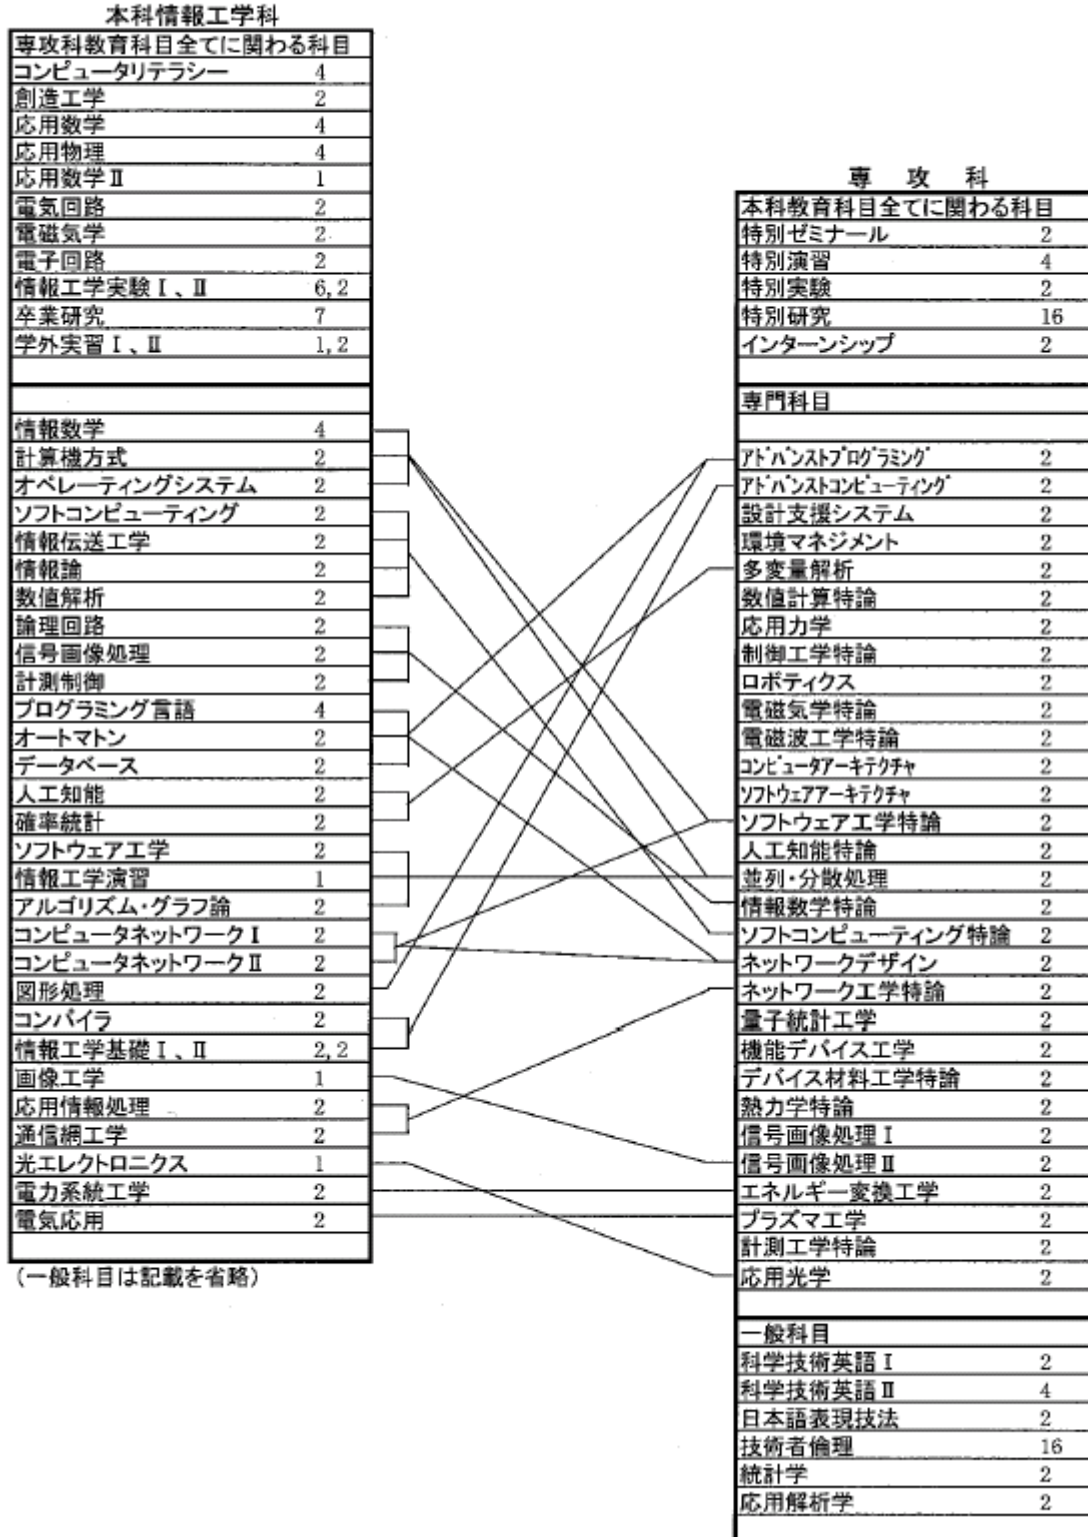 本科情報工学科
専攻科教育科目全てに関わる科目
コンピュータリテラシー 4
創造工学 2
応用数学 4
応用物理 4
応用数学Ⅱ 1
電気回路 2
電磁気学 2
電子回路 2
情報工学実験Ⅰ、Ⅱ 6,2
卒業研究 7
学外実習Ⅰ、Ⅱ 1,2
情報数学 4
計算機方式 2
オペレーティングシステム 2
ソフトコンピューティング 2
情報伝送工学 2
情報論 2
数値解析 2
論理回路 2
信号画像処理 2
計測制御 2
プログラミング言語 4
オートマトン 2
データベース 2
人工知能 2
確率統計 2
ソフトウェア工学 2
情報工学演習 1
アルゴリズム・グラフ論 2
コンピュータネットワークⅠ 2
コンピュータネットワークⅡ 2
図形処理 2
コンパイラ 2
情報工学基礎Ⅰ、Ⅱ 2,2
画像工学 1
応用情報処理 2
通信網工学 2
光エレクトロニクス 1
電力系統工学 2
電気応用 2
(一般科目は記載を省略)
専 攻 科
本科教育科目全てに関わる科目
特別ゼミナール 2
特別演習 4
特別実験 2
特別研究 16
インターンシップ 2
専門科目
アドバンストプログラミング 2
アドバンストコンピューティング 2
設計支援システム 2
環境マネジメント 2
多変量解析 2
数値計算特論 2
応用力学 2
制御工学特論 2
ロボティクス 2
電磁気学特論 2
電磁波工学特論 2
コンピュータアーキテクチャ 2
ソフトウェアアーキテクチャ 2
ソフトウェア工学特論 2
人工知能特論 2
並列・分散処理 2
情報数学特論 2
ソフトコンピューティング特論 2
ネットワークデザイン 2
ネットワーク工学特論 2
量子統計工学 2
機能デバイス工学 2
デバイス材料工学特論 2
熱力学特論 2
信号画像処理Ⅰ 2
信号画像処理Ⅱ 2
エネルギー変換工学 2
プラズマ工学 2
計測工学特論 2
応用光学 2
一般科目
科学技術英語Ⅰ 2
科学技術英語Ⅱ 4
日本語表現技法 2
技術者倫理 16
統計学 2
応用解析学 2